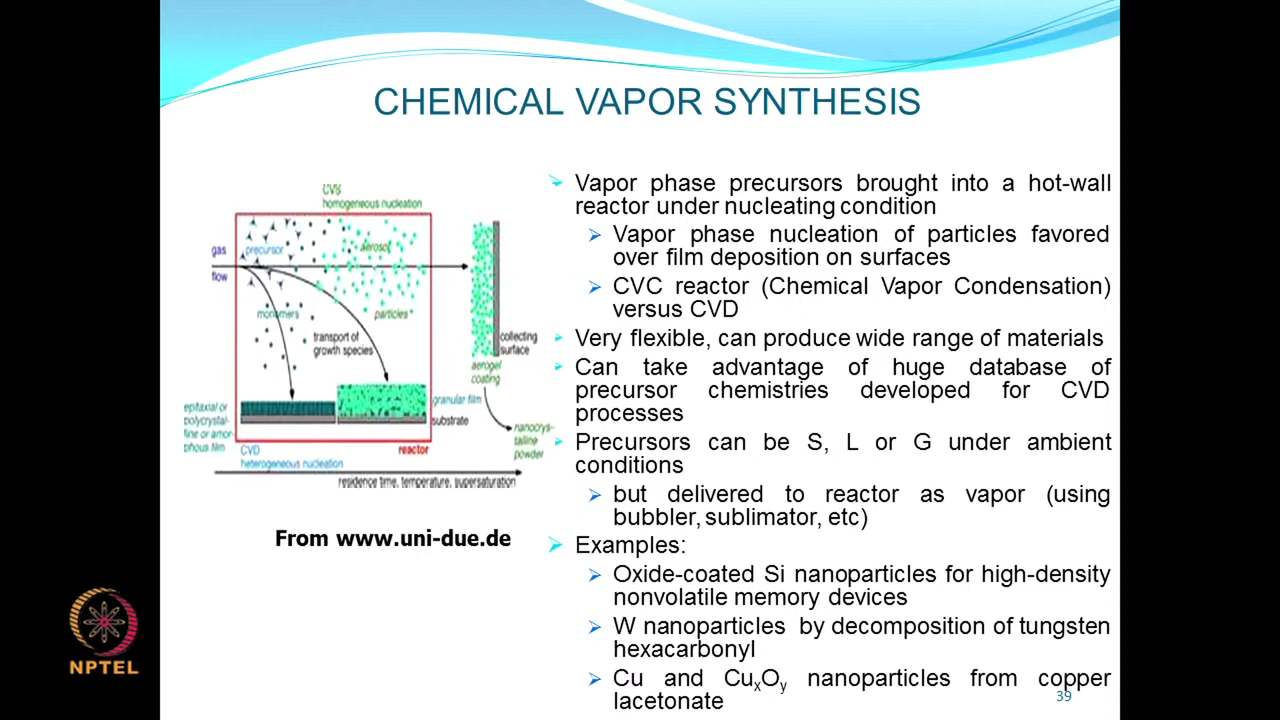 CHEMICAL VAPOR SYNTHESIS
CVS
homogeneous nucleation
gas
flow
precursor
aerosol
monomers
particles
transport of
growth species
collecting
surface
aerogel
coating
granular film
substrate
epitaxial or
polycrystal-
line or amor-
phous film
nanocrys-
talline
powder
CVD
heterogeneous nucleation
reactor
residence time, temperature, supersaturation
From www.uni-due.de
Vapor phase precursors brought into a hot-wall
reactor under nucleating condition
Vapor phase nucleation of particles favored
over film deposition on surfaces
CVC reactor (Chemical Vapor Condensation)
versus CVD
Very flexible, can produce wide range of materials
Can take advantage of huge database of
precursor chemistries developed for CVD
processes
Precursors can be S, L or G under ambient
conditions
but delivered to reactor as vapor (using
bubbler, sublimator, etc)
Examples:
Oxide-coated Si nanoparticles for high-density
nonvolatile memory devices
W nanoparticles by decomposition of tungsten
hexacarbonyl
Cu and CuxOy nanoparticles from copper
lacetonate
39
NPTEL